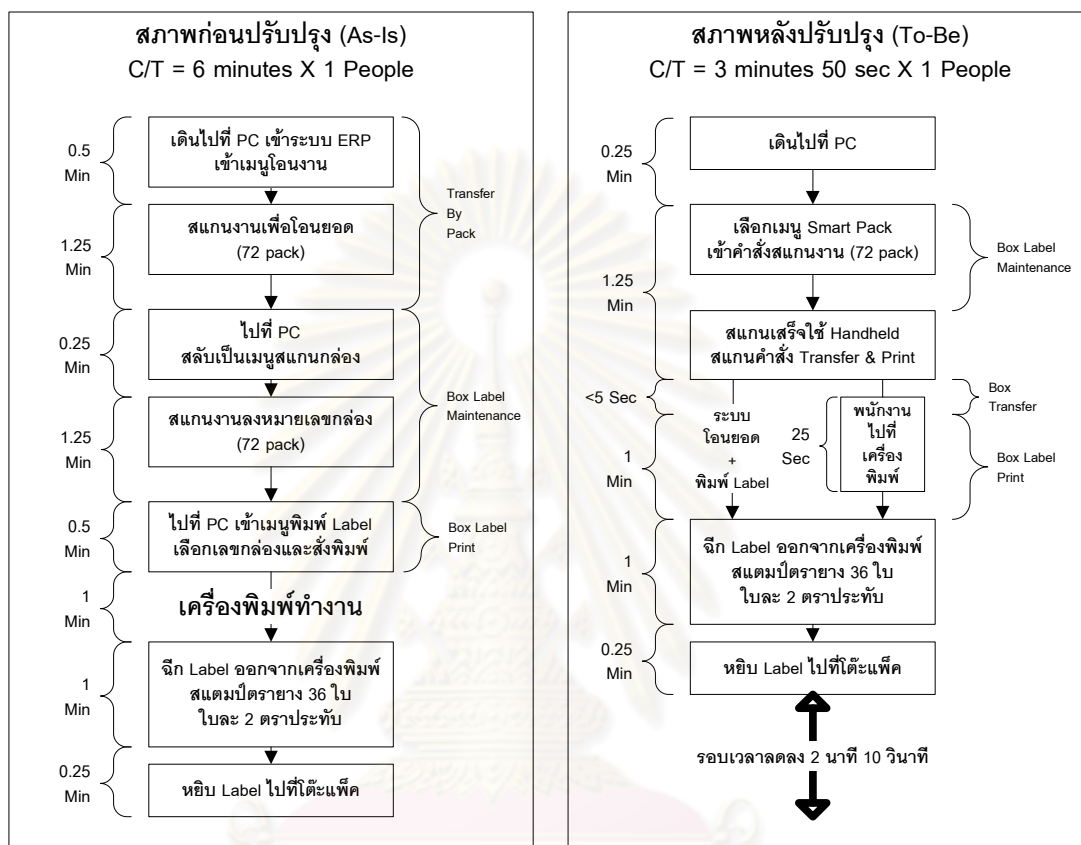 สภาพก่อนปรับปรุง (As-Is)
C/T = 6 minutes X 1 People
0.5
Min
เดินไปที่ PC เข้าระบบ ERP
เข้าเมนูโอนงาน
1.25
Min
สแกนงานเพื่อโอนยอด
(72 pack)
Transfer
By
Pack
0.25
Min
ไปที่ PC
สลับเป็นเมนูสแกนกล่อง
1.25
Min
สแกนงานลงหมายเลขกล่อง
(72 pack)
Box Label
Maintenance
0.5
Min
ไปที่ PC เข้าเมนูพิมพ์ Label
เลือกเลขกล่องและสั่งพิมพ์
Box Label
Print
1
Min
เครื่องพิมพ์ทำงาน
1
Min
ฉีก Label ออกจากเครื่องพิมพ์
สแตมป์ตรายาง 36 ใบ
ใบละ 2 ตราประทับ
0.25
Min
หยิบ Label ไปที่โต๊ะแพ็ค
สภาพหลังปรับปรุง (To-Be)
C/T = 3 minutes 50 sec X 1 People
0.25
Min
เดินไปที่ PC
1.25
Min
เลือกเมนู Smart Pack
เข้าคำสั่งสแกนงาน (72 pack)
Box Label
Maintenance
สแกนเสร็จใช้ Handheld
สแกนคำสั่ง Transfer & Print
<5 Sec
Box
Transfer
1
Min
ระบบ
โอนยอด
+
พิมพ์ Label
25
Sec
พนักงาน
ไปที่
เครื่อง
พิมพ์
Box Label
Print
1
Min
ฉีก Label ออกจากเครื่องพิมพ์
สแตมป์ตรายาง 36 ใบ
ใบละ 2 ตราประทับ
0.25
Min
หยิบ Label ไปที่โต๊ะแพ็ค
รอบเวลาลดลง 2 นาที 10 วินาที